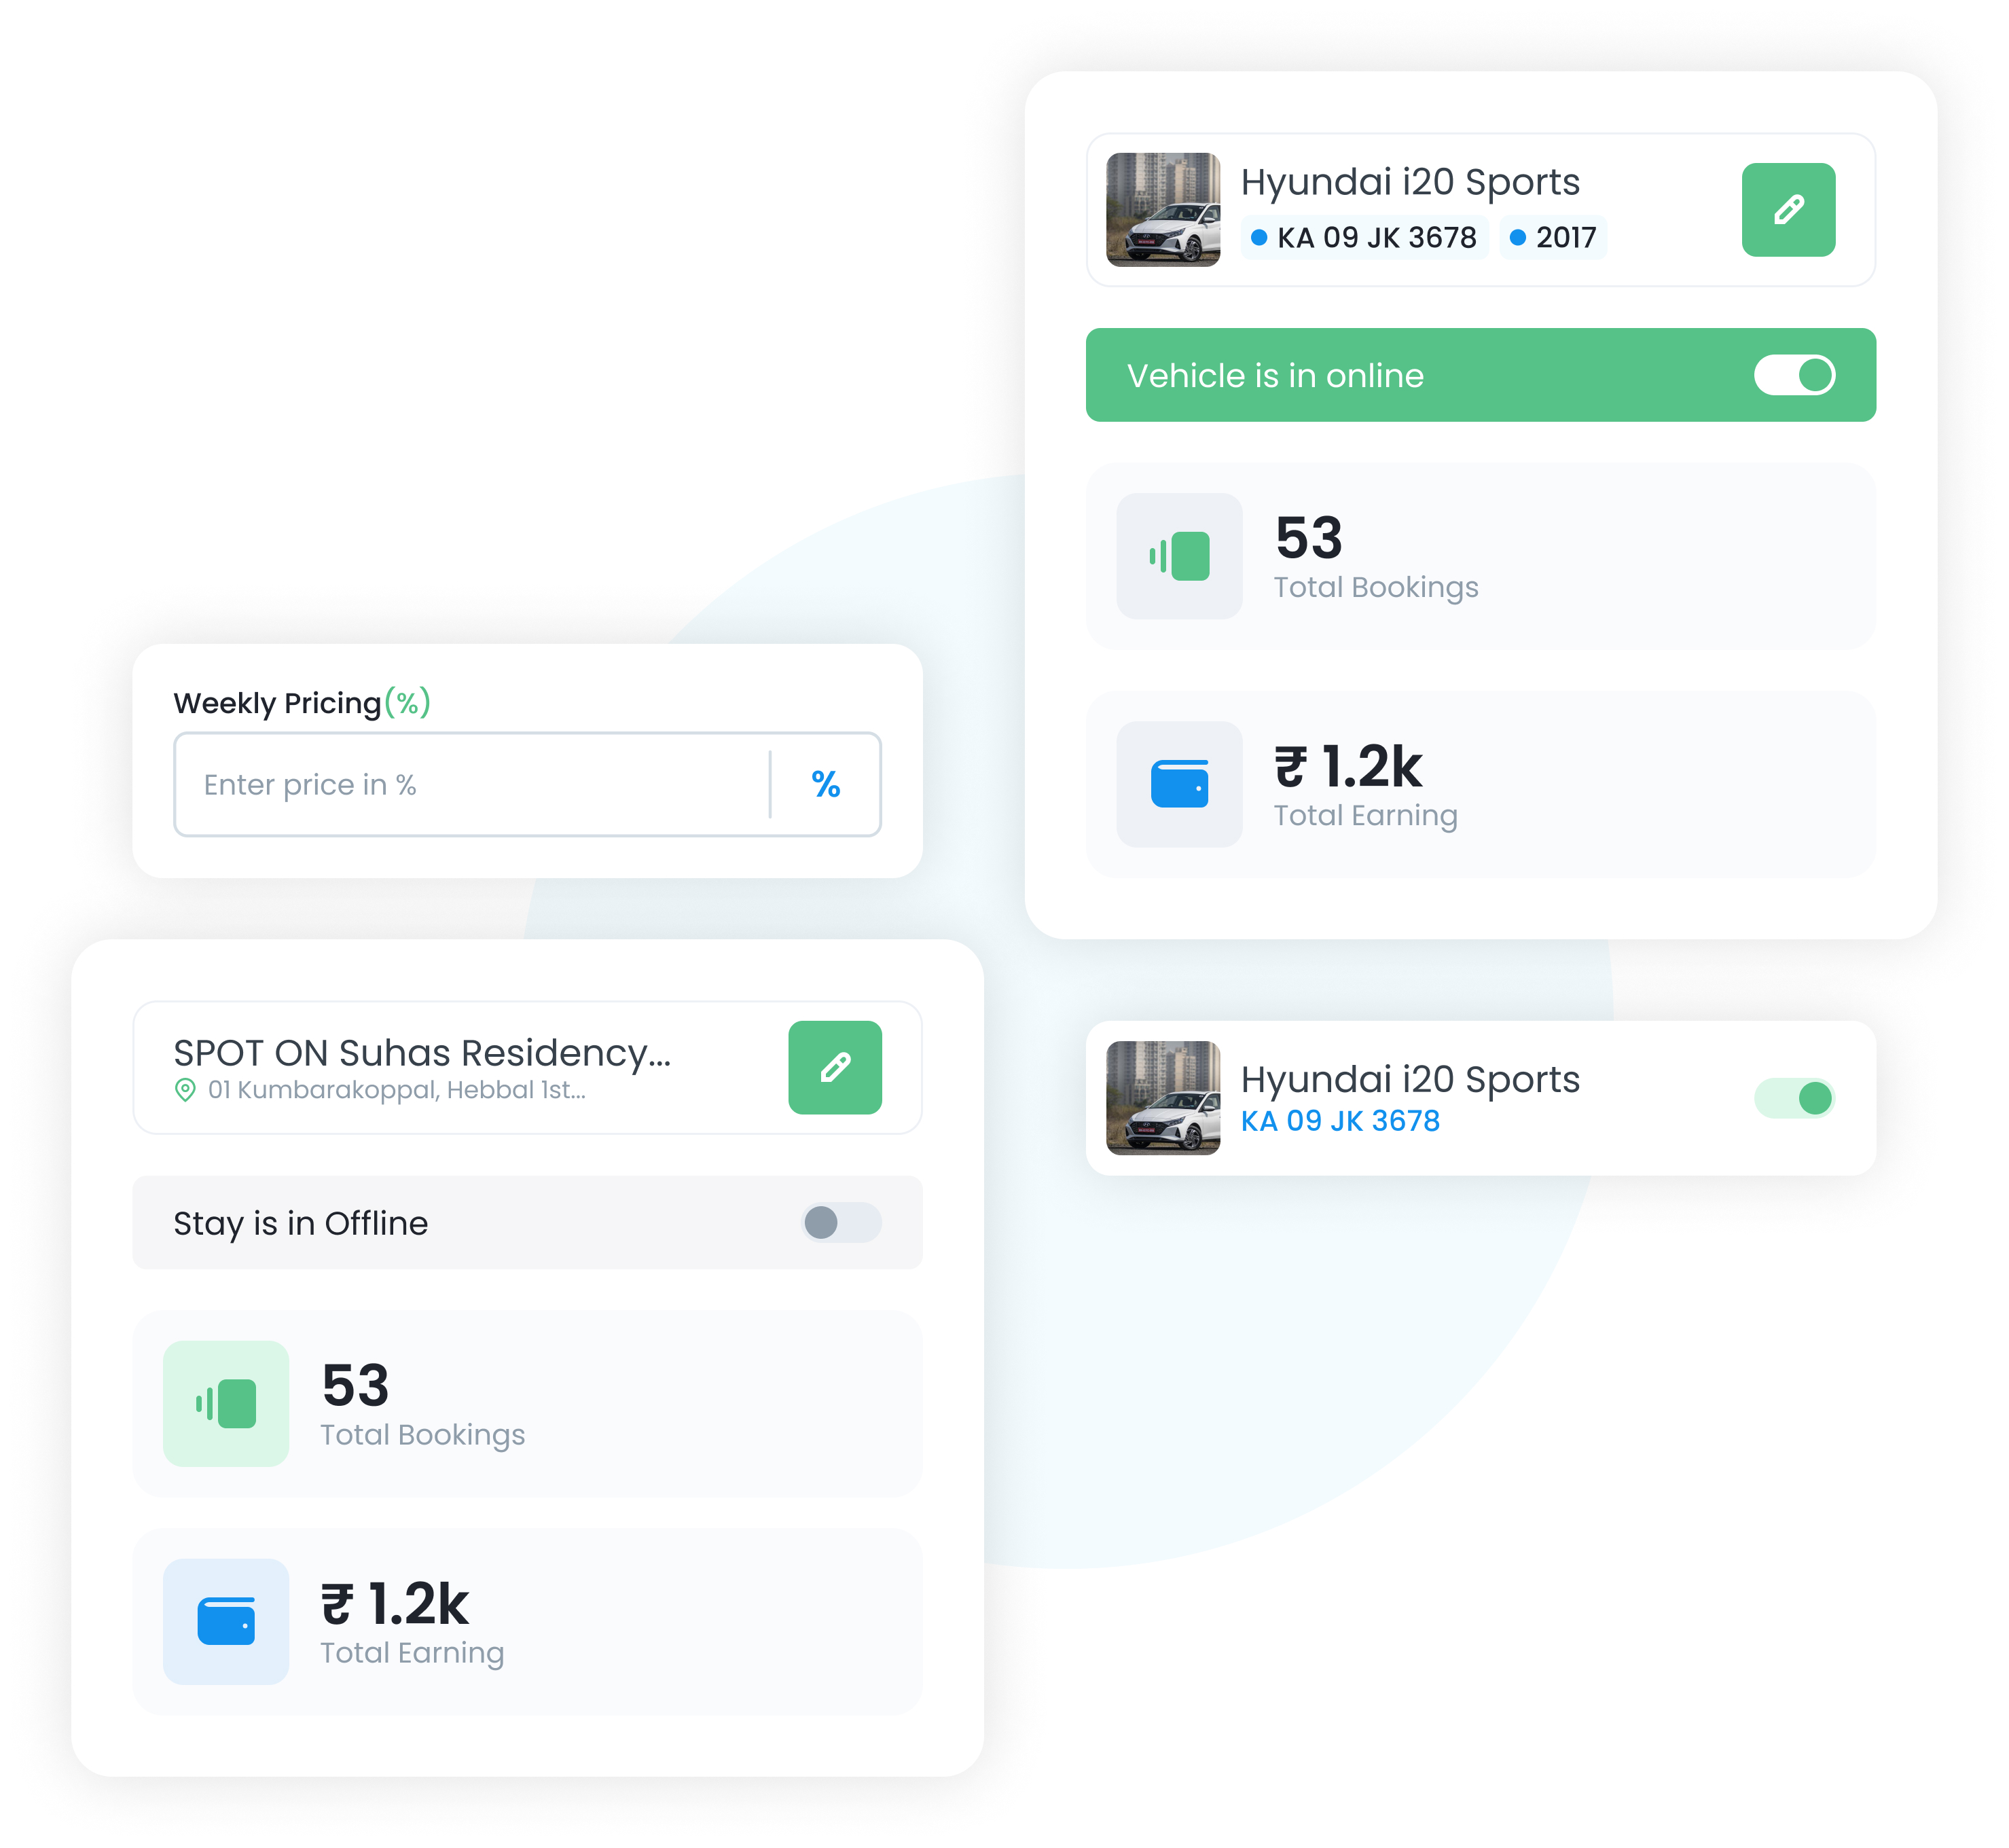 Hyundai i20 Sports
KA 09 JK 3678 2017
Vehicle is in online
53
Total Bookings
₹ 1.2k
Total Earning
Weekly Pricing(%)
Enter price in % %
SPOT ON Suhas Residency...
01 Kumbarakoppal, Hebbal 1st...
Stay is in Offline
53
Total Bookings
₹ 1.2k
Total Earning
Hyundai i20 Sports
KA 09 JK 3678